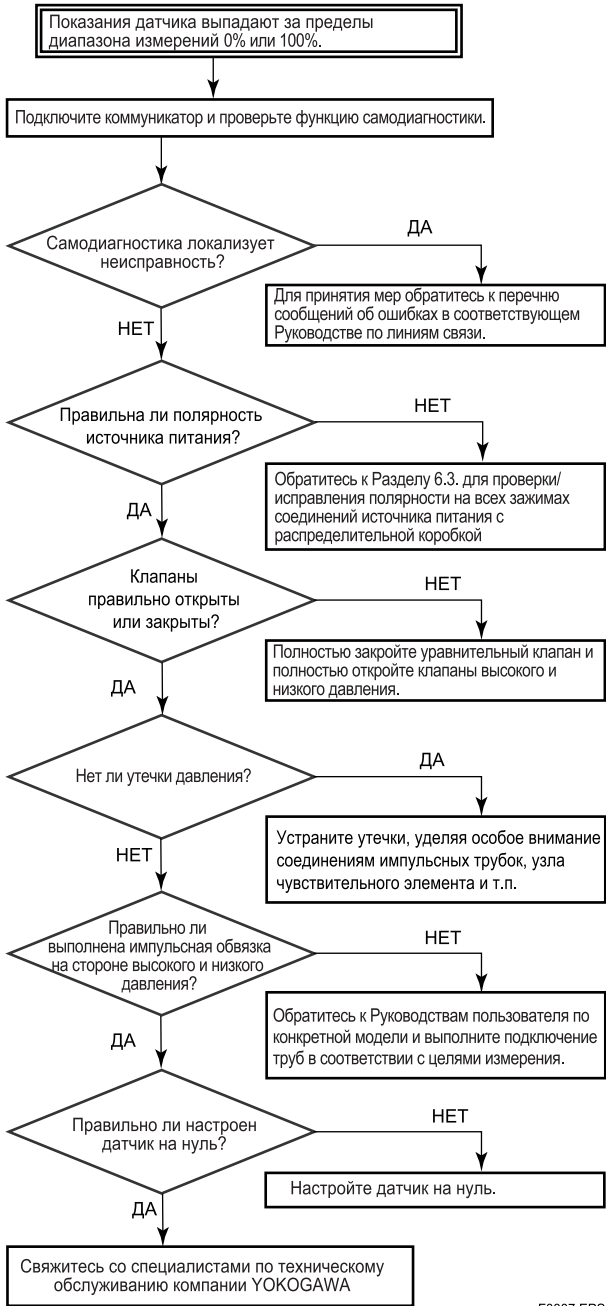 Показания датчика выпадают за пределы
диапазона измерений 0% или 100%.
Подключите коммуникатор и проверьте функцию самодиагностики.
Самодиагностика локализует
неисправность?
ДА
Для принятия мер обратитесь к перечню
сообщений об ошибках в соответствующем
Руководстве по линиям связи.
НЕТ
Правильна ли полярность
источника питания?
НЕТ
Обратитесь к Разделу 6.3. для проверки/
исправления полярности на всех зажимах
соединений источника питания с
распределительной коробкой
ДА
Клапаны
правильно открыты
или закрыты?
НЕТ
Полностью закройте уравнительный клапан и
полностью откройте клапаны высокого и
низкого давления.
ДА
Нет ли утечки давления?
ДА
Устраните утечки, уделяя особое внимание
соединениям импульсных трубок, узла
чувствительного элемента и т.п.
НЕТ
Правильно ли
выполнена импульсная обвязка
на стороне высокого и низкого
давления?
НЕТ
Обратитесь к Руководствам пользователя по
конкретной модели и выполните подключение
труб в соответствии с целями измерения.
ДА
Правильно ли настроен
датчик на нуль?
НЕТ
Настройте датчик на нуль.
ДА
Свяжитесь со специалистами по техническому
обслуживанию компании YOKOGAWA